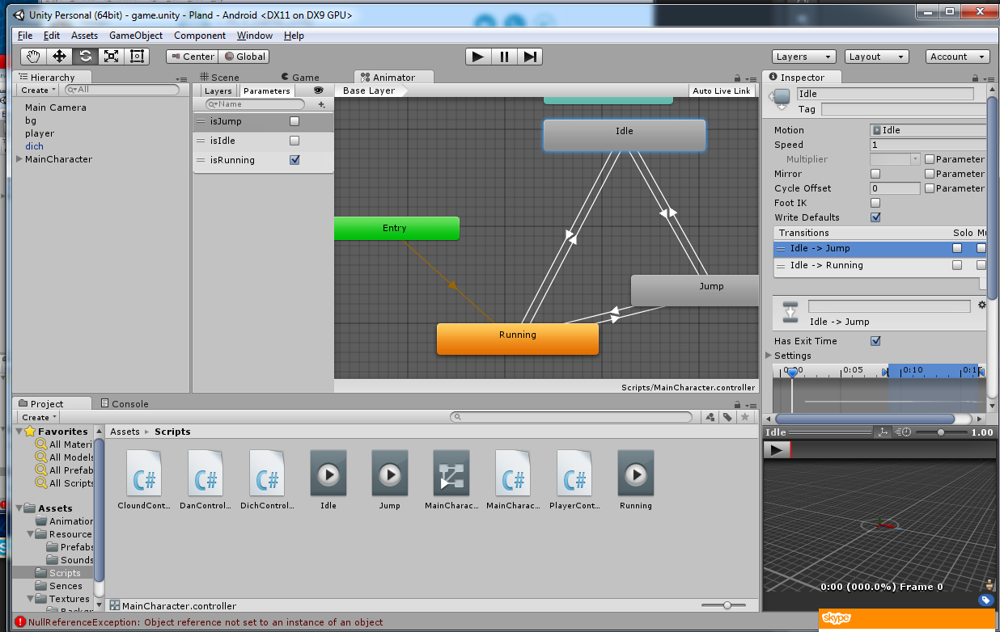 Unity Personal (64bit) - game.unity - Pland - Android <DX11 on DX9 GPU>
File Edit Assets GameObject Component Window Help
Center Global Layers Layout Account
Hierarchy
Create All
Main Camera
bg
player
dich
MainCharacter
Scene Game Animator
Layers Parameters
Name
isJump
isIdle
isRunning
Base Layer Auto Live Link
Idle
Entry
Jump
Running
Scripts/MainCharacter.controller
Inspector
Idle
Tag
Motion Idle
Speed 1
Multiplier Parameter
Mirror Parameter
Cycle Offset 0 Parameter
Foot IK
Write Defaults
Transitions Solo Mu
Idle -> Jump
Idle -> Running
Idle -> Jump
Has Exit Time
Settings
0:00 0:05 0:10 0:15
Idle 1.00
0:00 (000.0%) Frame 0
Project Console
Create
Favorites
All Materi
All Models
All Prefab
All Scripts
Assets
Animation
Resource
Prefabs
Sounds
Scripts
Sences
Textures
Assets Scripts
C# C# C# C# C#
CloundCont... DanControl... DichControl... Idle Jump MainCharac... MainCharac... PlayerCont... Running
MainCharacter.controller
NullReferenceException: Object reference not set to an instance of an object
skype